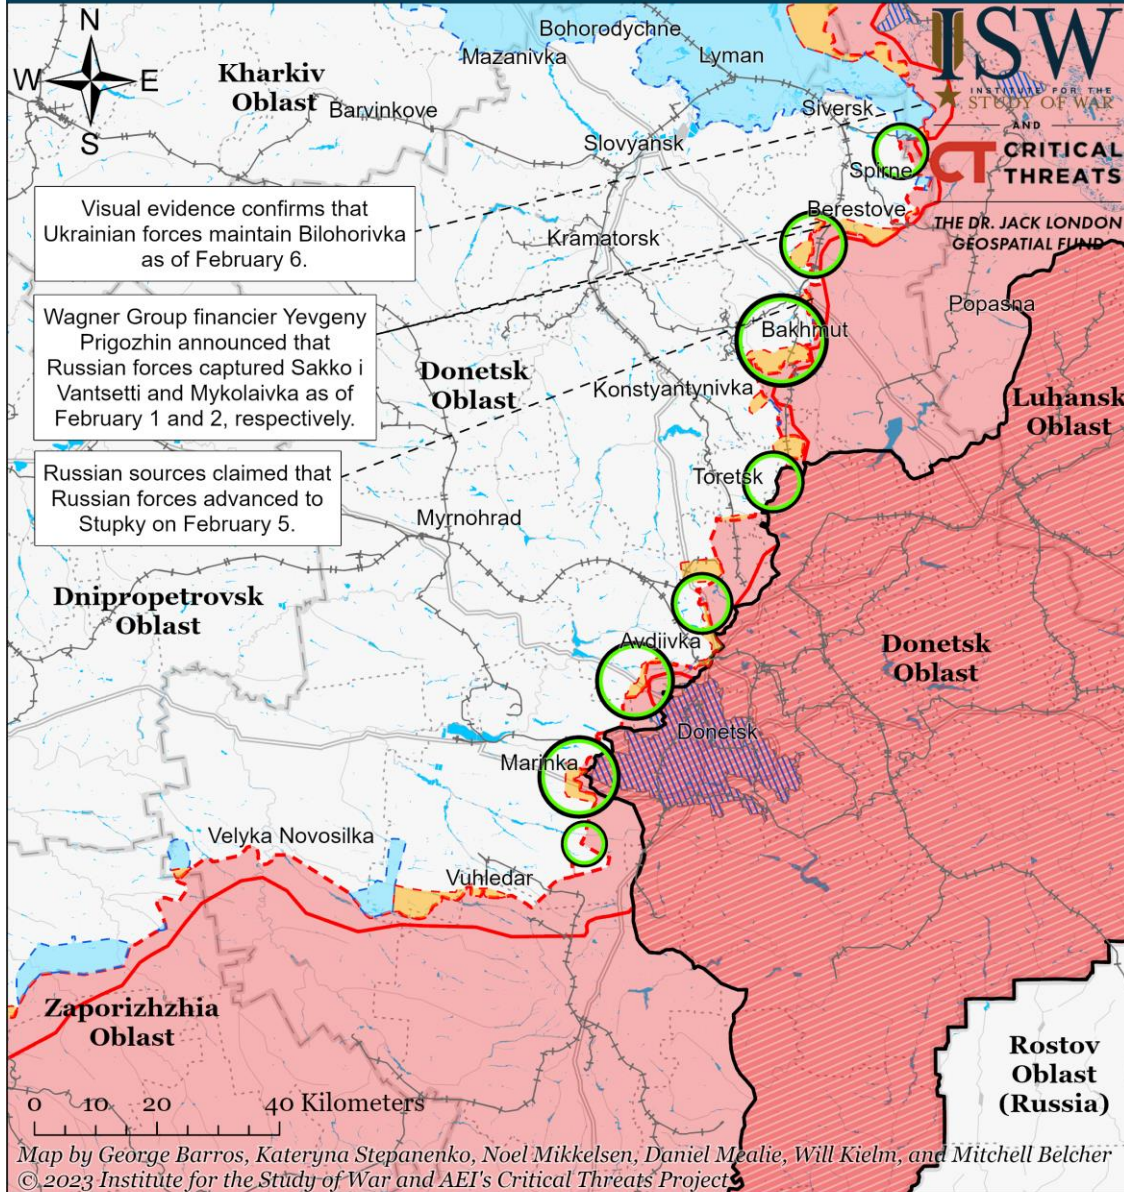 N
W E
S
ISW
INSTITUTE FOR THE
STUDY OF WAR
AND
CT CRITICAL
THREATS
THE DR. JACK LONDON
GEOSPATIAL FUND
Bohorodychne
Mazanivka
Lyman
Kharkiv
Oblast
Barvinkove
Siversk
Slovyansk
Spirne
Visual evidence confirms that
Ukrainian forces maintain Bilohorivka
as of February 6.
Berestove
Kramatorsk
Wagner Group financier Yevgeny
Prigozhin announced that
Russian forces captured Sakko i
Vantsetti and Mykolaivka as of
February 1 and 2, respectively.
Popasna
Bakhmut
Donetsk
Oblast
Konstyantynivka
Luhansk
Oblast
Russian sources claimed that
Russian forces advanced to
Stupky on February 5.
Toretsk
Myrnohrad
Dnipropetrovsk
Oblast
Avdiivka
Donetsk
Oblast
Donetsk
Marinka
Velyka Novosilka
Vuhledar
Zaporizhzhia
Oblast
Rostov
Oblast
(Russia)
0 10 20 40 Kilometers
Map by George Barros, Kateryna Stepanenko, Noel Mikkelsen, Daniel Mealie, Will Kielm, and Mitchell Belcher
© 2023 Institute for the Study of War and AEI's Critical Threats Project